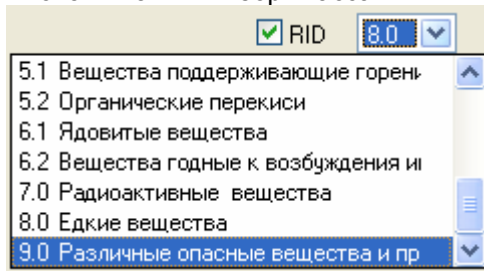 RID 8.0
5.1 Вещества поддерживающие горени
5.2 Органические перекиси
6.1 Ядовитые вещества
6.2 Вещества годные к возбуждения
7.0 Радиоактивные вещества
8.0 Едкие вещества
9.0 Различные опасные вещества и пр